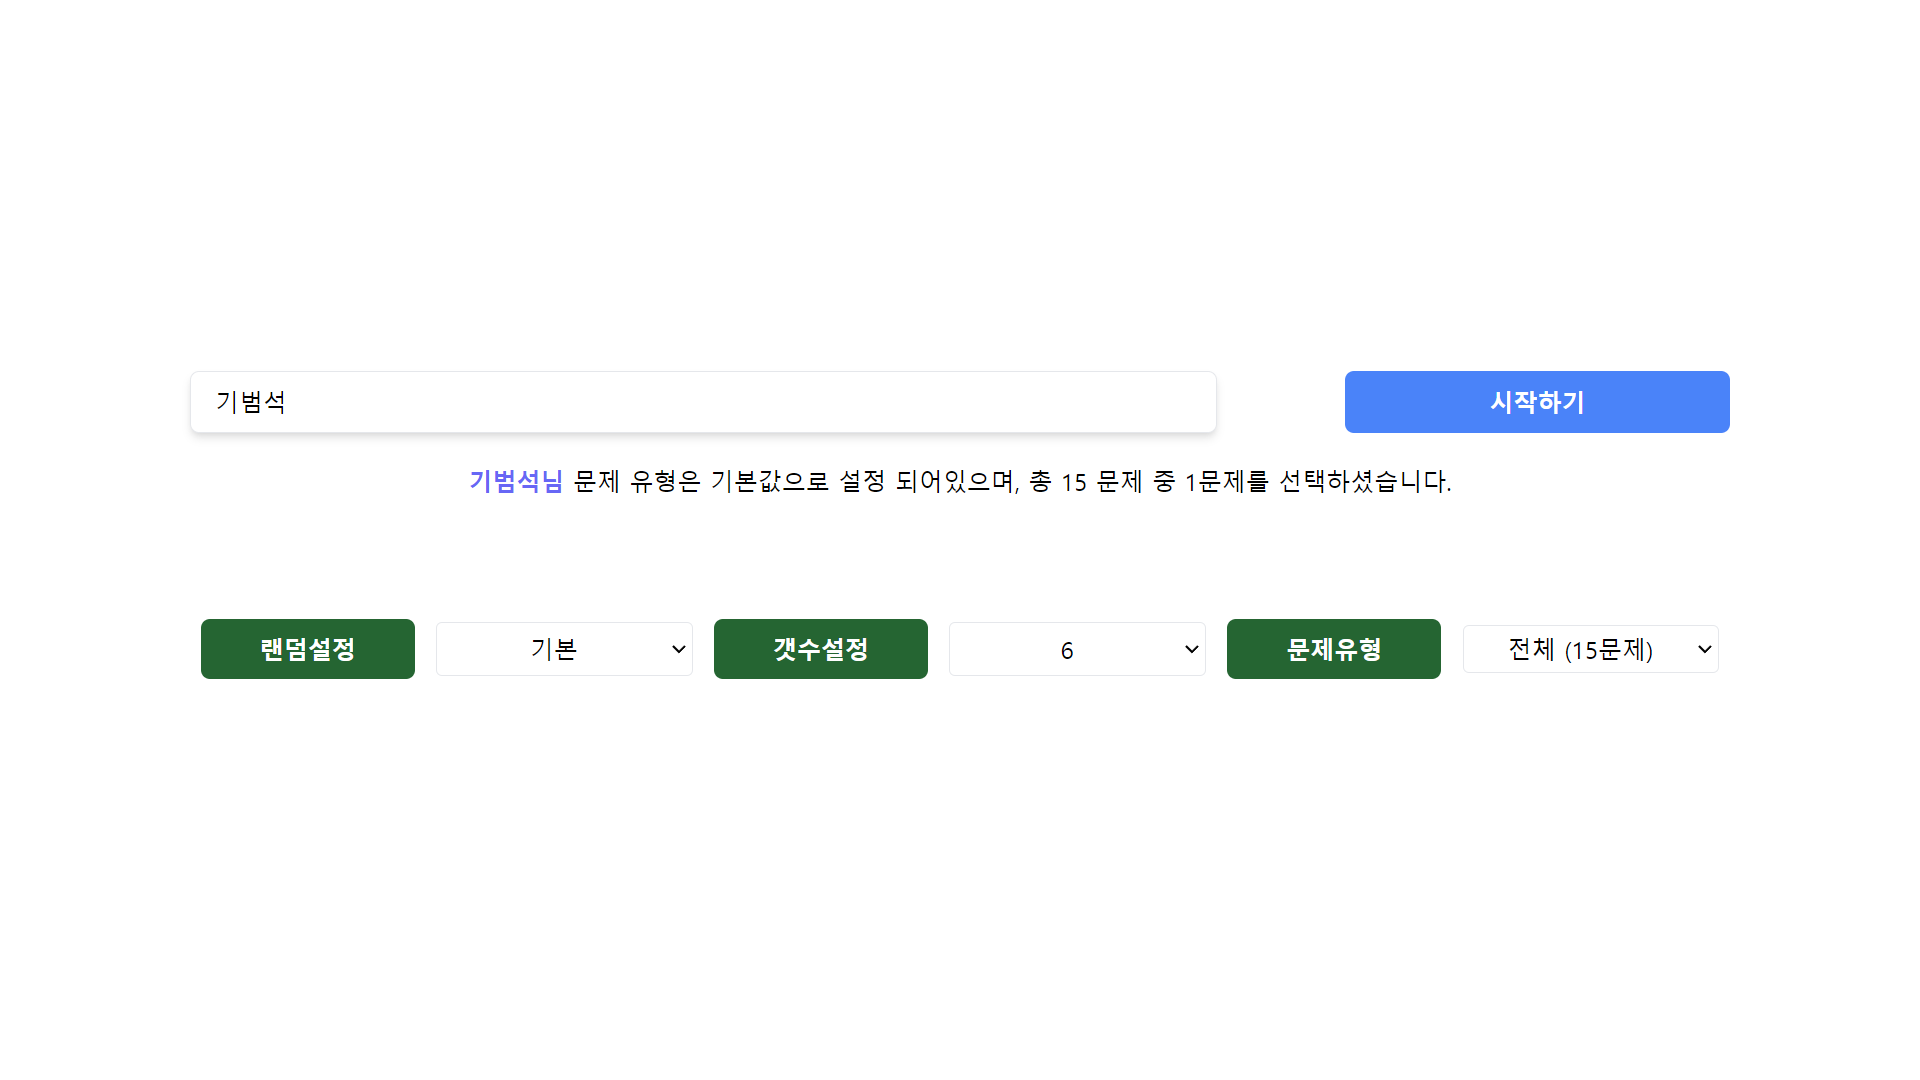 기범석
시작하기
기범석님 문제 유형은 기본값으로 설정 되어있으며, 총 15 문제 중 1문제를 선택하셨습니다.
랜덤설정 기본 갯수설정 6 문제유형 전체 (15문제)